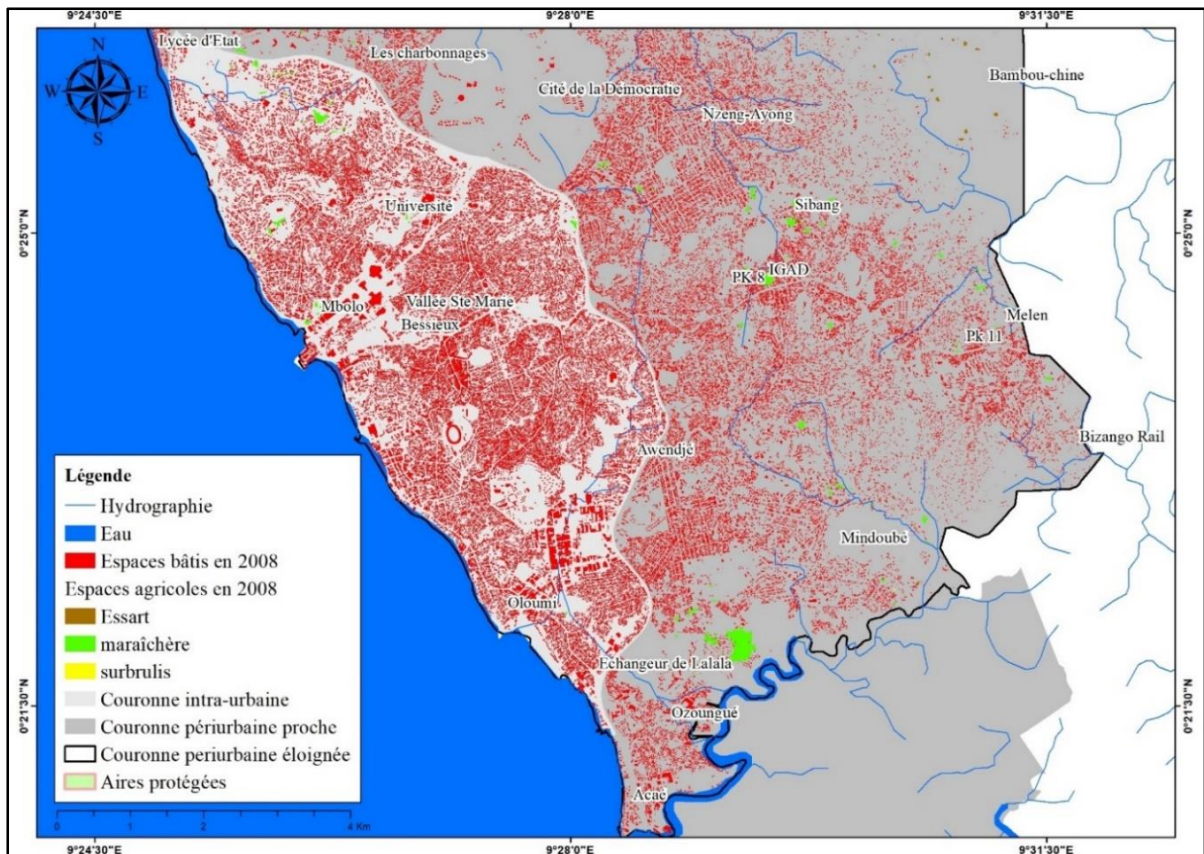 9°24'30"E 9°28'0"E 9°31'30"E
Lycée d'Etat
Les charbonnages
Bambou-chine
Cité de la Démocratie
Nzeng-Ayong
N
W E
S
Université
Sibang
0°25'0"N 0°25'0"N
PK 8 IGAD
Mbolo
Vallée Ste Marie
Bessieux
Melen
Pk 11
Awendjé
Bizango Rail
Mindoubé
Oloumi
Echangeur de Lalala
Ozoungué
Acaé
0°21'30"N 0°21'30"N
Légende
Hydrographie
Eau
Espaces bâtis en 2008
Espaces agricoles en 2008
Essart
maraîchère
surbrulis
Couronne intra-urbaine
Couronne périurbaine proche
Couronne periurbaine éloignée
Aires protégées
0 1 2 4 Km
9°24'30"E 9°28'0"E 9°31'30"E